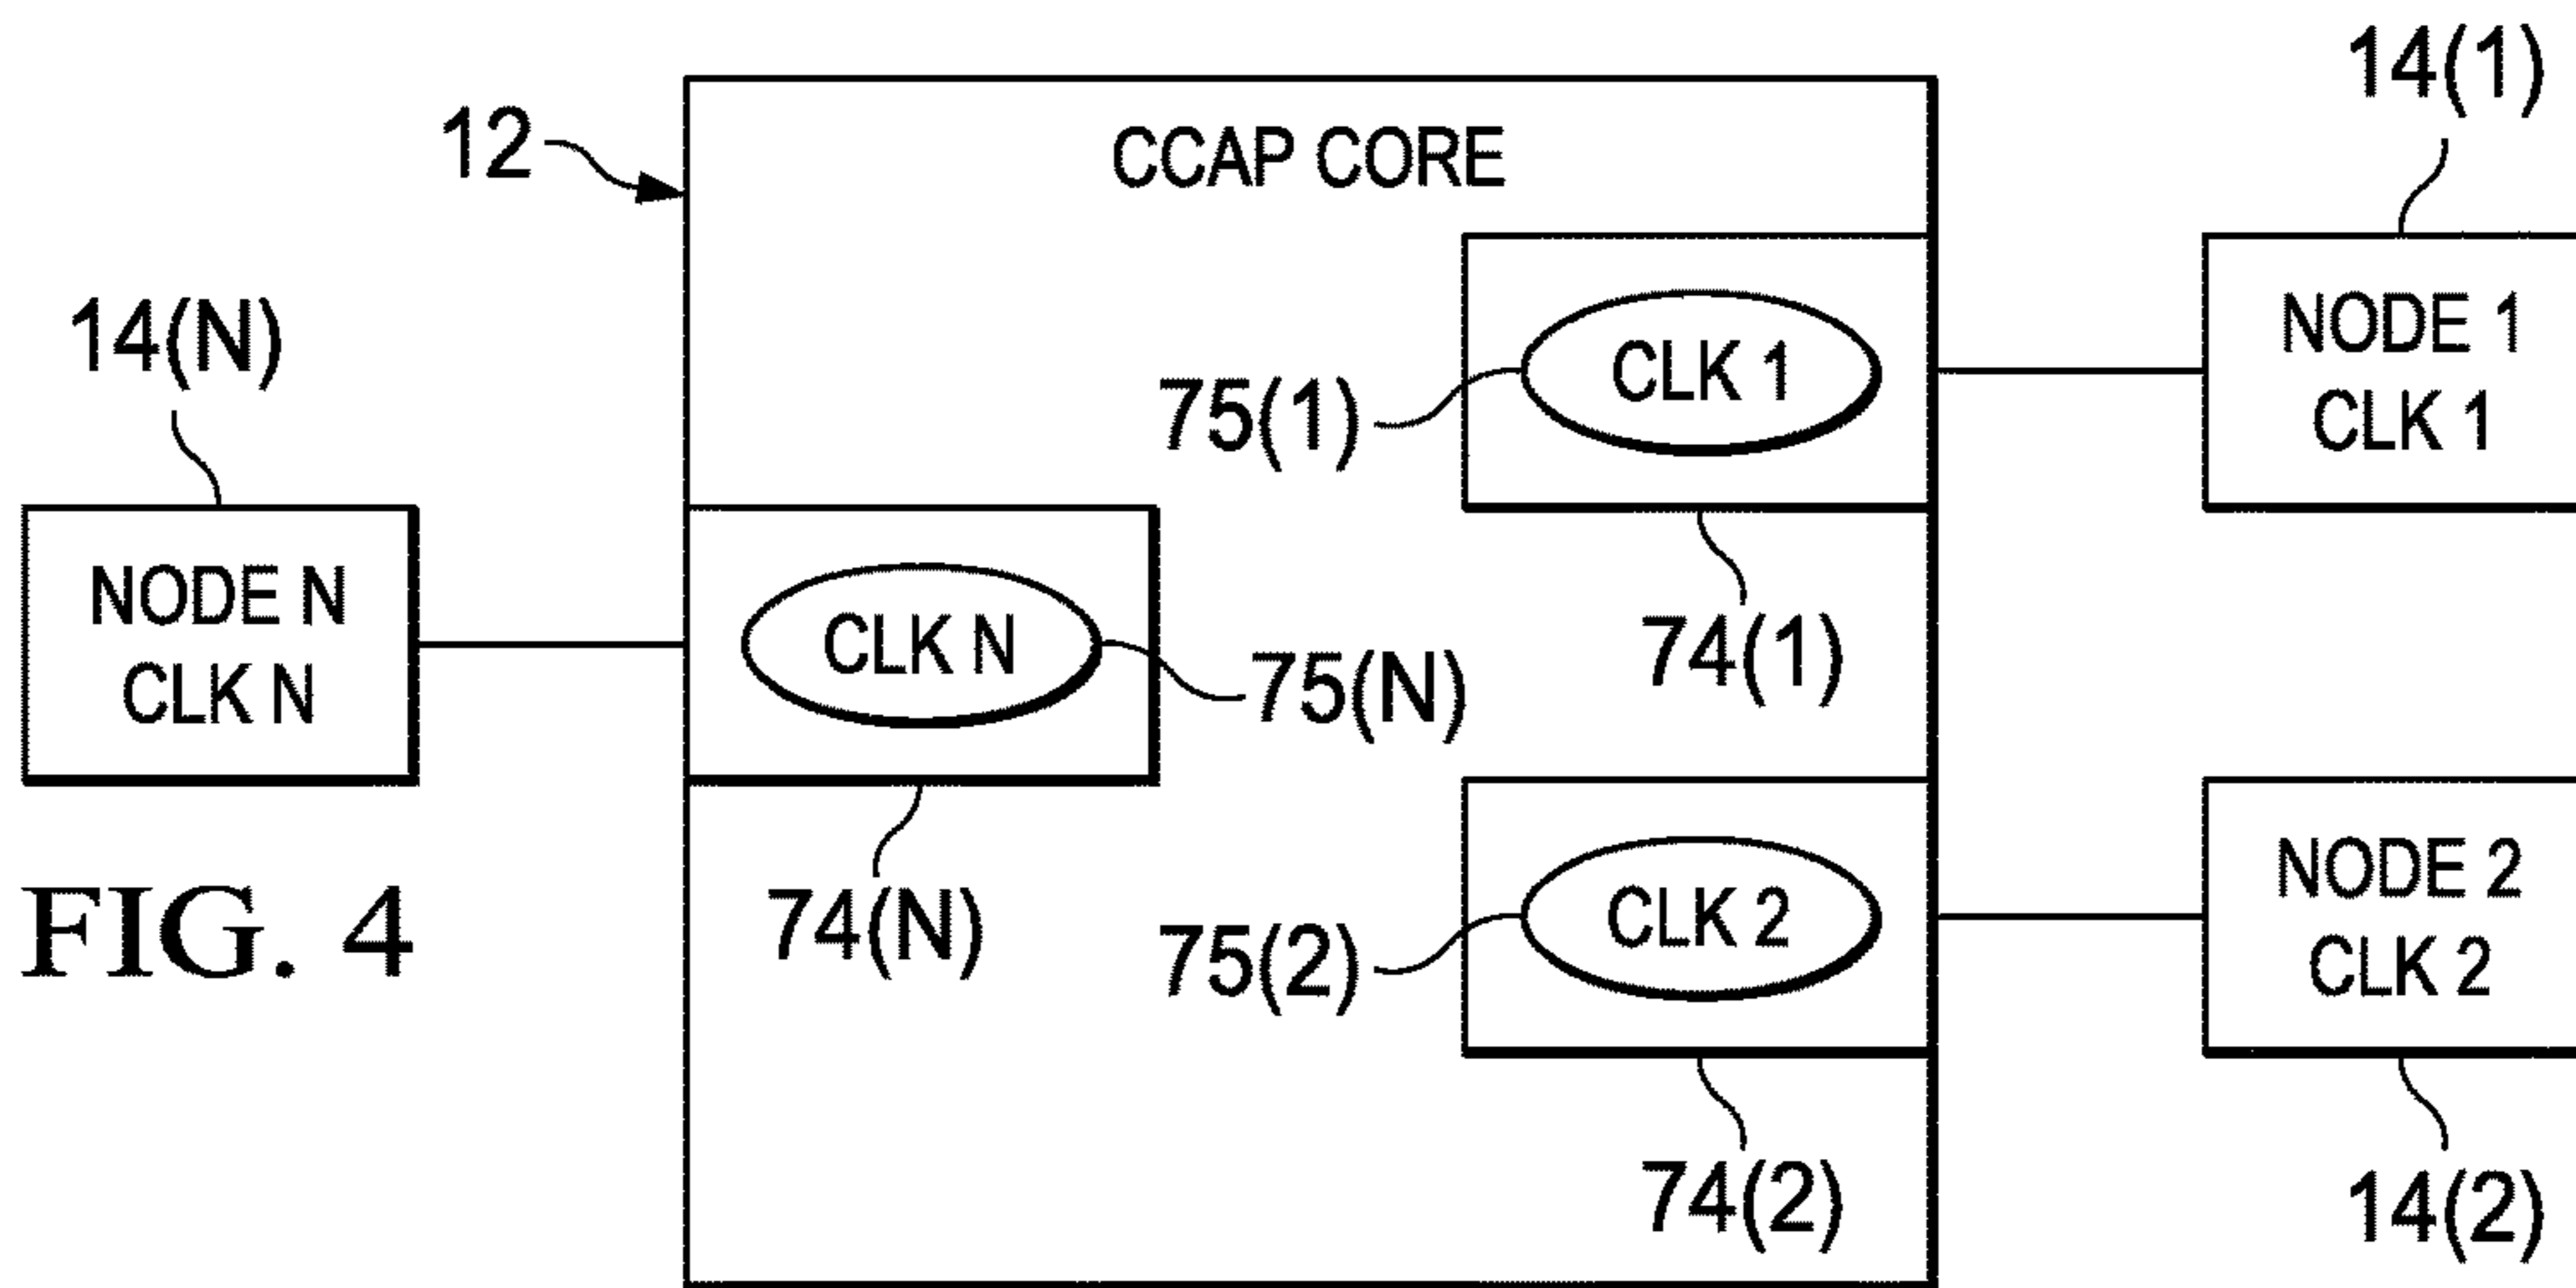 14(1)
12
CCAP CORE
14(N)
CLK 1
NODE 1
CLK 1
75(1)
NODE N
CLK N
CLK N
75(N)
74(1)
74(N)
75(2)
CLK 2
NODE 2
CLK 2
FIG. 4
74(2)
14(2)